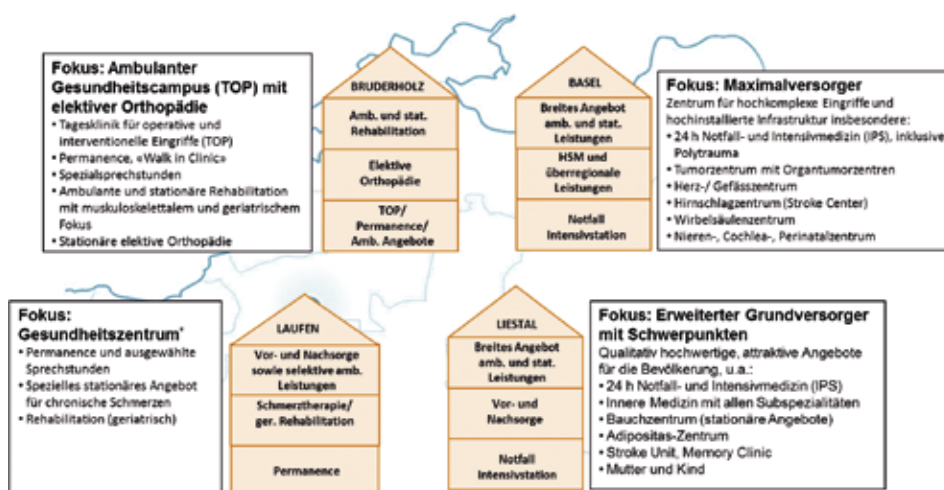 Fokus: Ambulanter
Gesundheitscampus (TOP) mit
elektiver Orthopädie
• Tagesklinik für operative und
interventionelle Eingriffe (TOP)
• Permanence, «Walk in Clinic»
• Spezialsprechstunden
• Ambulante und stationäre Rehabilitation
mit muskuloskelettalem und geriatrischem
Fokus
• Stationäre elektive Orthopädie
BRUDERHOLZ
Amb. und stat.
Rehabilitation
Elektive
Orthopädie
TOP/
Permanence/
Amb. Angebote
BASEL
Breites Angebot
amb. und stat.
Leistungen
HSM und
überregionale
Leistungen
Notfall
Intensivstation
Fokus: Maximalversorger
Zentrum für hochkomplexe Eingriffe und
hochinstallierte Infrastruktur insbesondere:
• 24 h Notfall- und Intensivmedizin (IPS), inklusive
Polytrauma
• Tumorzentrum mit Organtumorzentren
• Herz-/ Gefässzentrum
• Hirnschlagzentrum (Stroke Center)
• Wirbelsäulenzentrum
• Nieren-, Cochlea-, Perinatalzentrum
Fokus:
Gesundheitszentrum*
• Permanence und ausgewählte
Sprechstunden
• Spezielles stationäres Angebot
für chronische Schmerzen
• Rehabilitation (geriatrisch)
LAUFEN
Vor- und Nachsorge
sowie selektive amb.
Leistungen
Schmerztherapie/
ger. Rehabilitation
Permanence
LIESTAL
Breites Angebot
amb. und stat.
Leistungen
Vor- und
Nachsorge
Notfall
Intensivstation
Fokus: Erweiterter Grundversorger
mit Schwerpunkten
Qualitativ hochwertige, attraktive Angebote
für die Bevölkerung, u.a.:
• 24 h Notfall- und Intensivmedizin (IPS)
• Innere Medizin mit allen Subspezialitäten
• Bauchzentrum (stationäre Angebote)
• Adipositas-Zentrum
• Stroke Unit, Memory Clinic
• Mutter und Kind